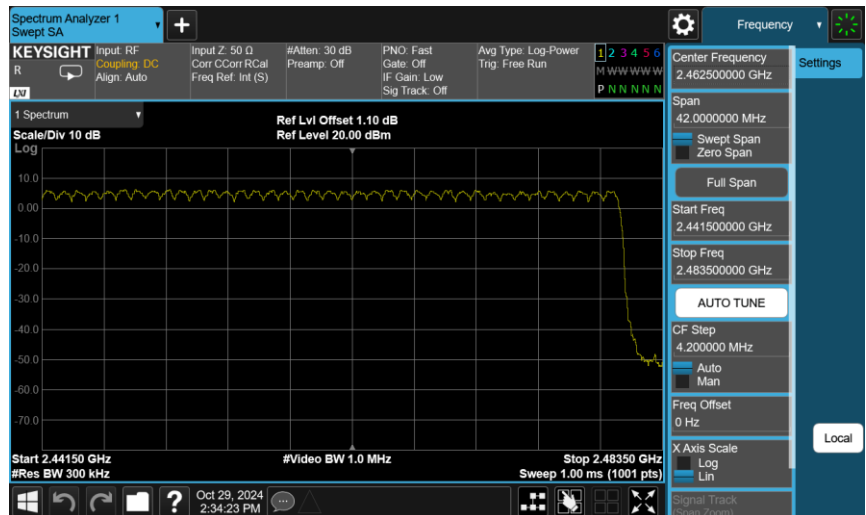 Spectrum Analyzer 1
Swept SA
+
Frequency
KEYSIGHT
R
LXI
Input: RF
Coupling: DC
Align: Auto
Input Z: 50 Ω
Corr CCorr RCal
Freq Ref: Int (S)
#Atten: 30 dB
Preamp: Off
PNO: Fast
Gate: Off
IF Gain: Low
Sig Track: Off
Avg Type: Log-Power
Trig: Free Run
1 2 3 4 5 6
M W W W W W
P N N N N N
1 Spectrum
Scale/Div 10 dB
Log
Ref Lvl Offset 1.10 dB
Ref Level 20.00 dBm
10.0
0.00
-10.0
-20.0
-30.0
-40.0
-50.0
-60.0
-70.0
Start 2.44150 GHz
#Res BW 300 kHz
#Video BW 1.0 MHz
Stop 2.48350 GHz
Sweep 1.00 ms (1001 pts)
?
Oct 29, 2024
2:34:23 PM
Center Frequency
2.462500000 GHz
Span
42.0000000 MHz
Swept Span
Zero Span
Full Span
Start Freq
2.441500000 GHz
Stop Freq
2.483500000 GHz
AUTO TUNE
CF Step
4.200000 MHz
Auto
Man
Freq Offset
0 Hz
X Axis Scale
Log
Lin
Signal Track
(Span Zoom)
Settings
Local